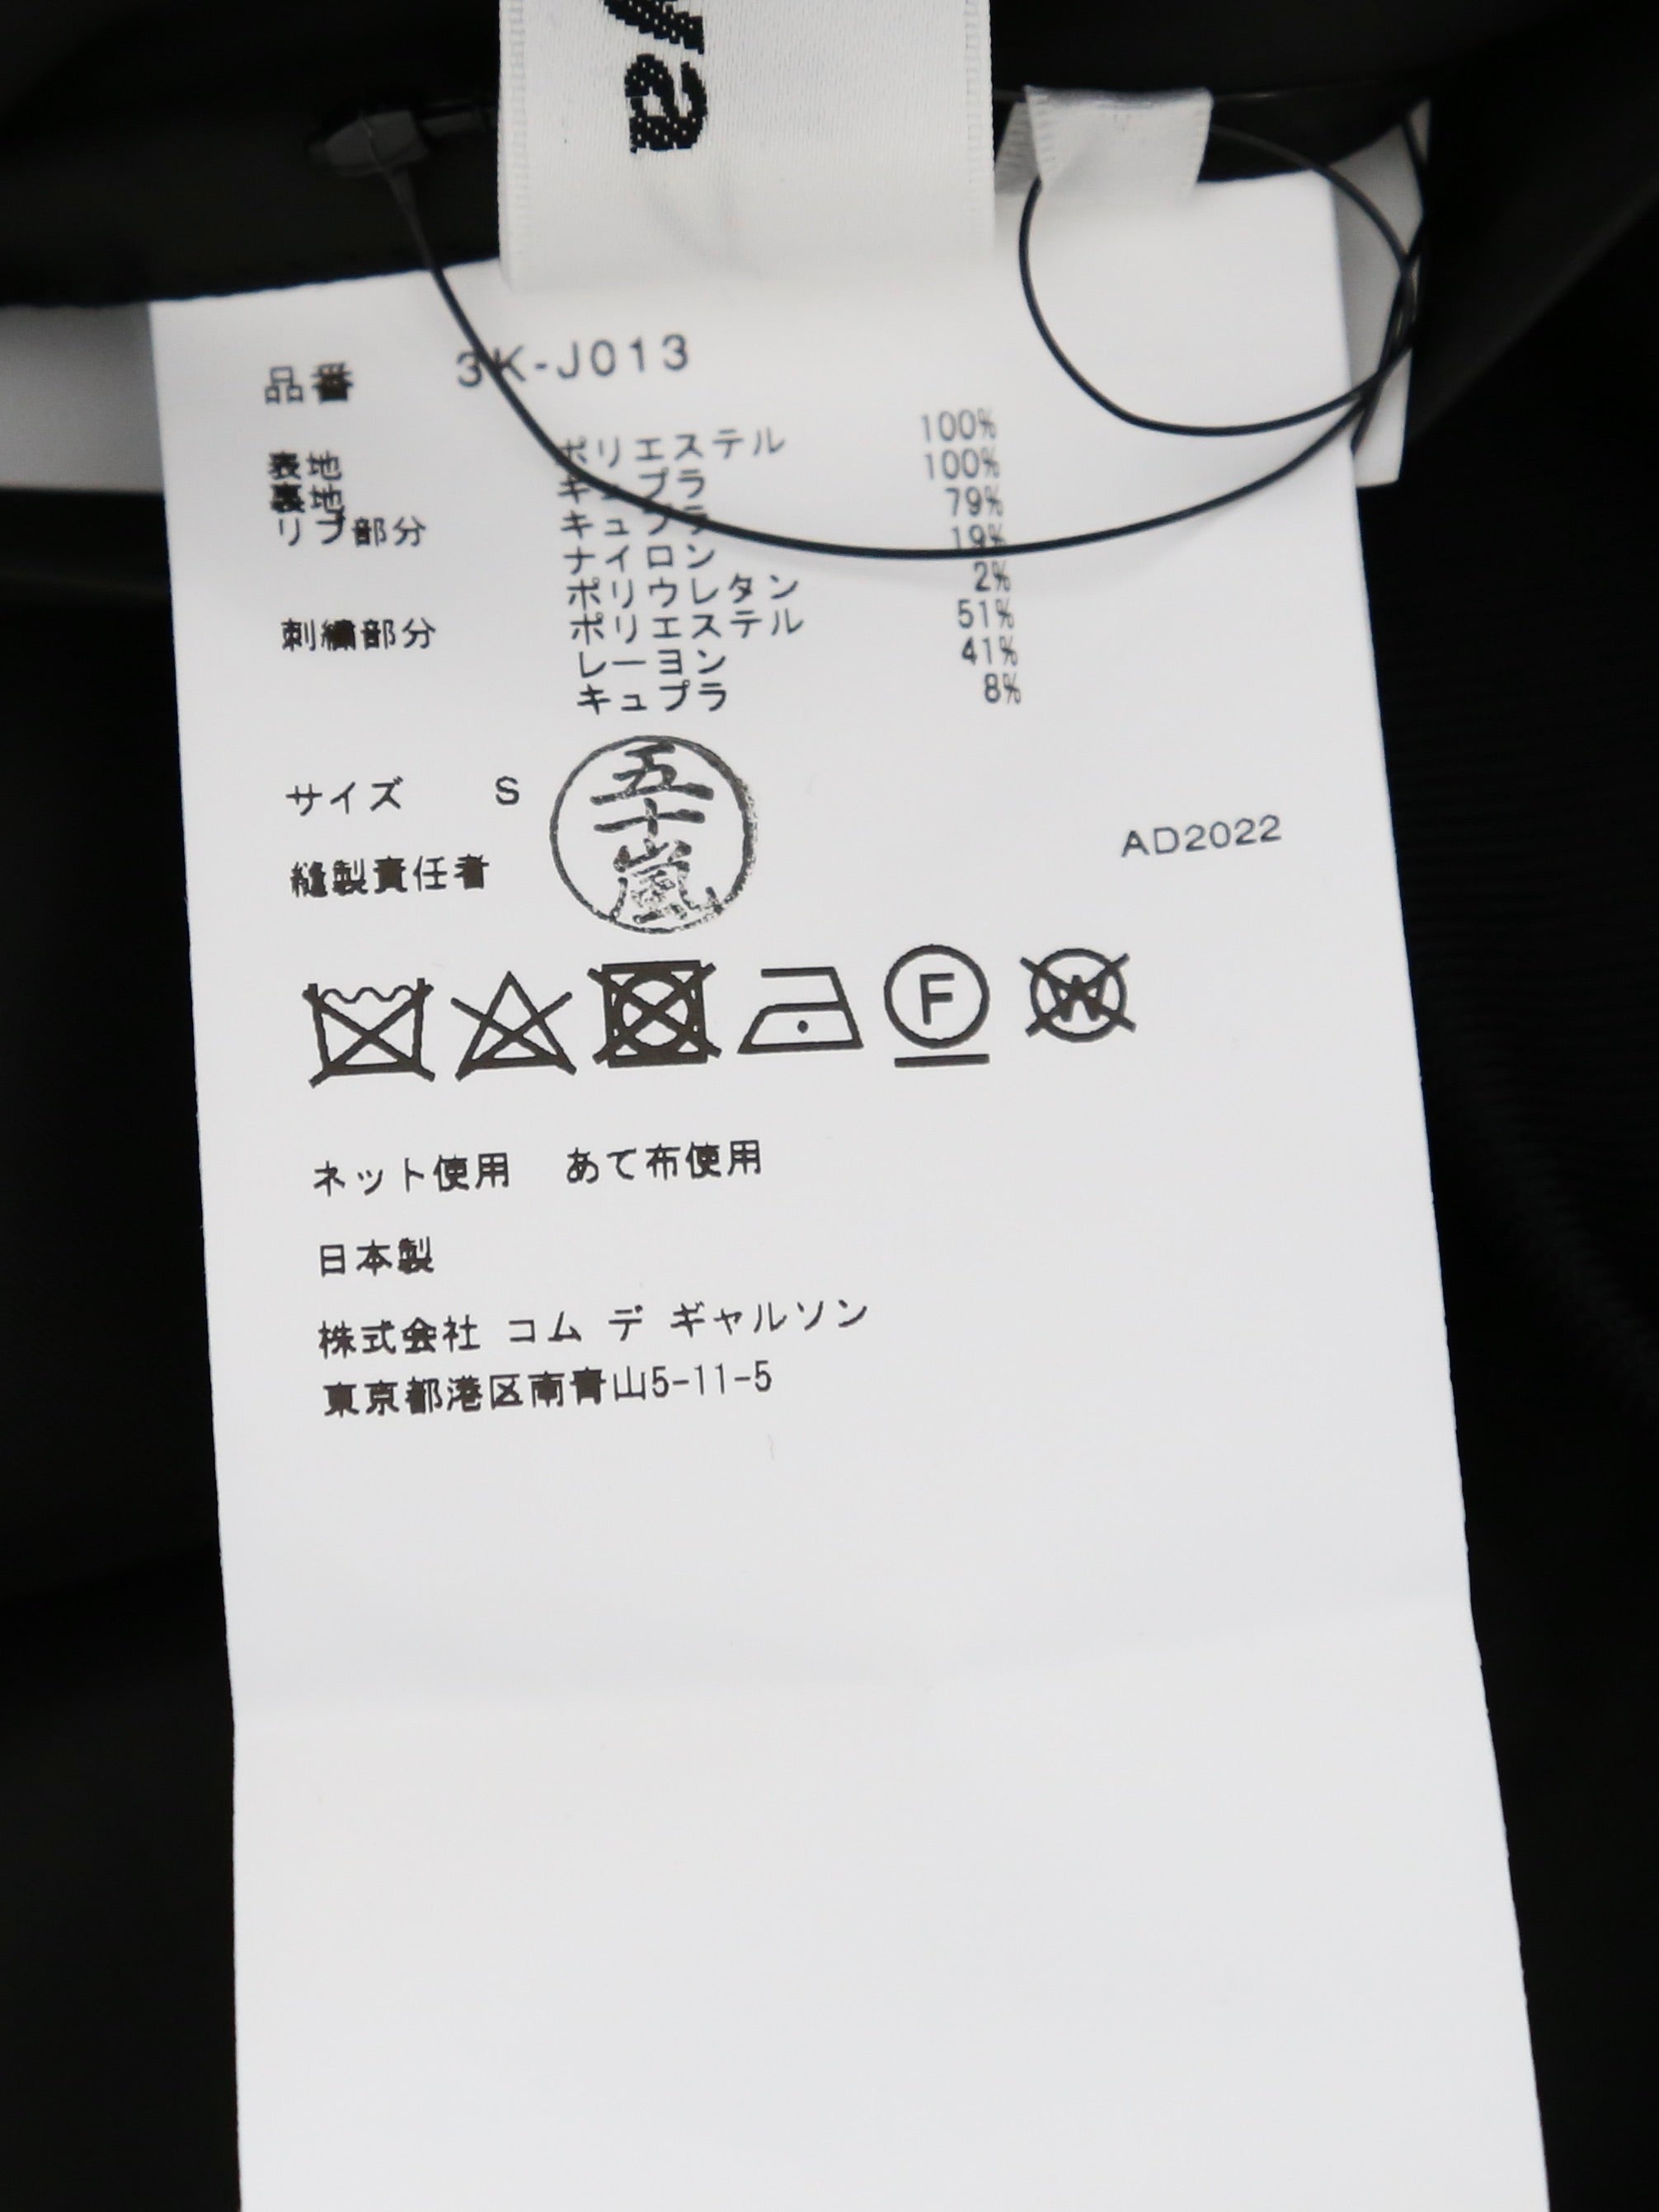 ya
品番 3K-J013
表地 ポリエステル 100%
裏地 キュプラ 100%
リブ部分 キュプラ 79%
ナイロン 19%
ポリウレタン 2%
刺繍部分 ポリエステル 51%
レーヨン 41%
キュプラ 8%
サイズ S
縫製責任者 五十嵐
AD2022
F
W
ネット使用 あて布使用
日本製
株式会社 コム デ ギャルソン
東京都港区南青山5-11-5